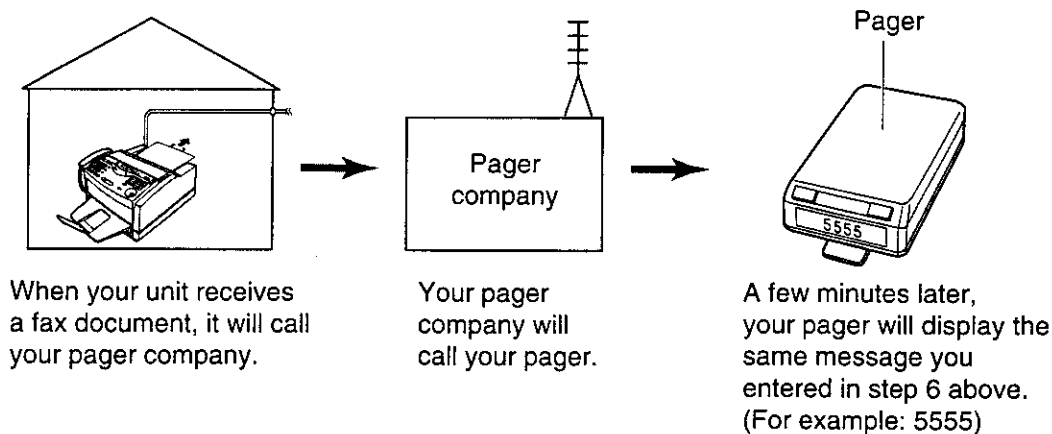 Pager
Pager
company
5555
When your unit receives
a fax document, it will call
your pager company.
Your pager
company will
call your pager.
A few minutes later,
your pager will display the
same message you
entered in step 6 above.
(For example: 5555)